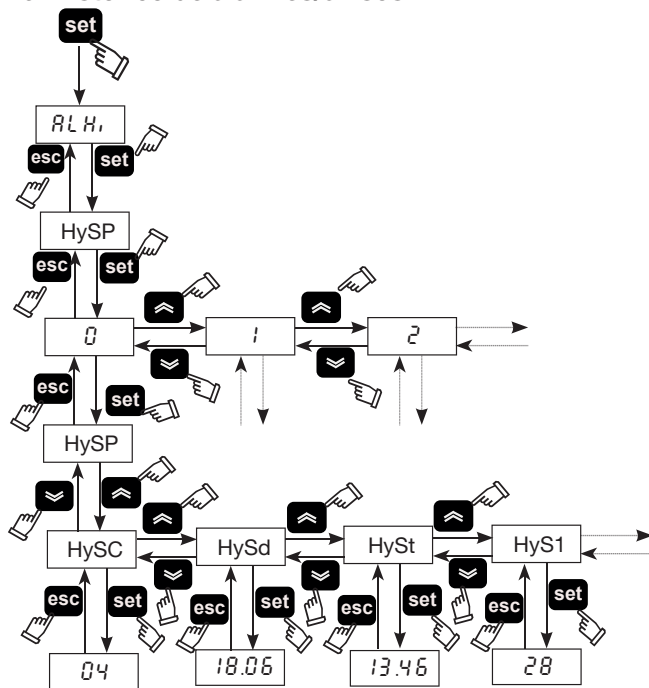 set
ALHi
esc set
HySP
esc set
0 1 2
esc set
HySP
HySC HySd HySt HyS1
esc set esc set esc set esc set
04 18.06 13.46 28